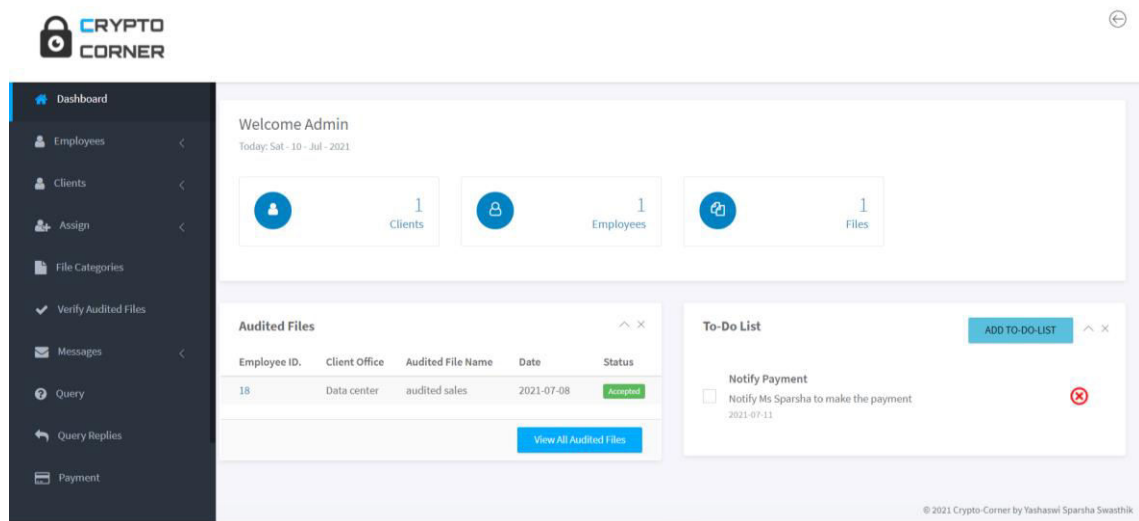 CRYPTO
CORNER
Dashboard
Employees
Clients
Assign
File Categories
Verify Audited Files
Messages
Query
Query Replies
Payment
Welcome Admin
Today: Sat - 10 - Jul - 2021
1
Clients
1
Employees
1
Files
Audited Files
Employee ID. Client Office Audited File Name Date Status
18 Data center audited sales 2021-07-08 Accepted
View All Audited Files
To-Do List
ADD TO-DO-LIST
Notify Payment
Notify Ms Sparsha to make the payment
2021-07-11
© 2021 Crypto-Corner by Yashaswi Sparsha Swasthik